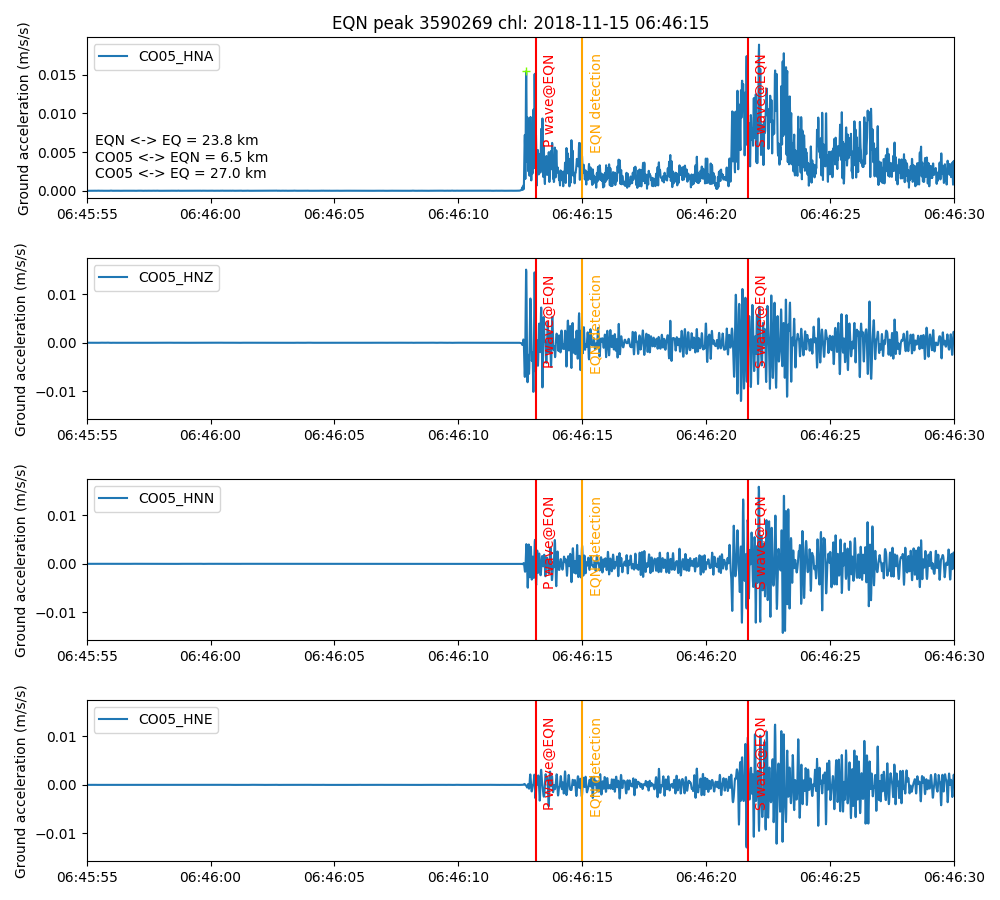 EQN peak 3590269 chl: 2018-11-15 06:46:15
Ground acceleration (m/s/s)
CO05_HNA
0.015
0.010
0.005
0.000
EQN <-> EQ = 23.8 km
CO05 <-> EQN = 6.5 km
CO05 <-> EQ = 27.0 km
P wave@EQN
EQN detection
S wave@EQN
06:45:55 06:46:00 06:46:05 06:46:10 06:46:15 06:46:20 06:46:25 06:46:30
Ground acceleration (m/s/s)
CO05_HNZ
0.01
0.00
−0.01
P wave@EQN
EQN detection
S wave@EQN
06:45:55 06:46:00 06:46:05 06:46:10 06:46:15 06:46:20 06:46:25 06:46:30
Ground acceleration (m/s/s)
CO05_HNN
0.01
0.00
−0.01
P wave@EQN
EQN detection
S wave@EQN
06:45:55 06:46:00 06:46:05 06:46:10 06:46:15 06:46:20 06:46:25 06:46:30
Ground acceleration (m/s/s)
CO05_HNE
0.01
0.00
−0.01
P wave@EQN
EQN detection
S wave@EQN
06:45:55 06:46:00 06:46:05 06:46:10 06:46:15 06:46:20 06:46:25 06:46:30